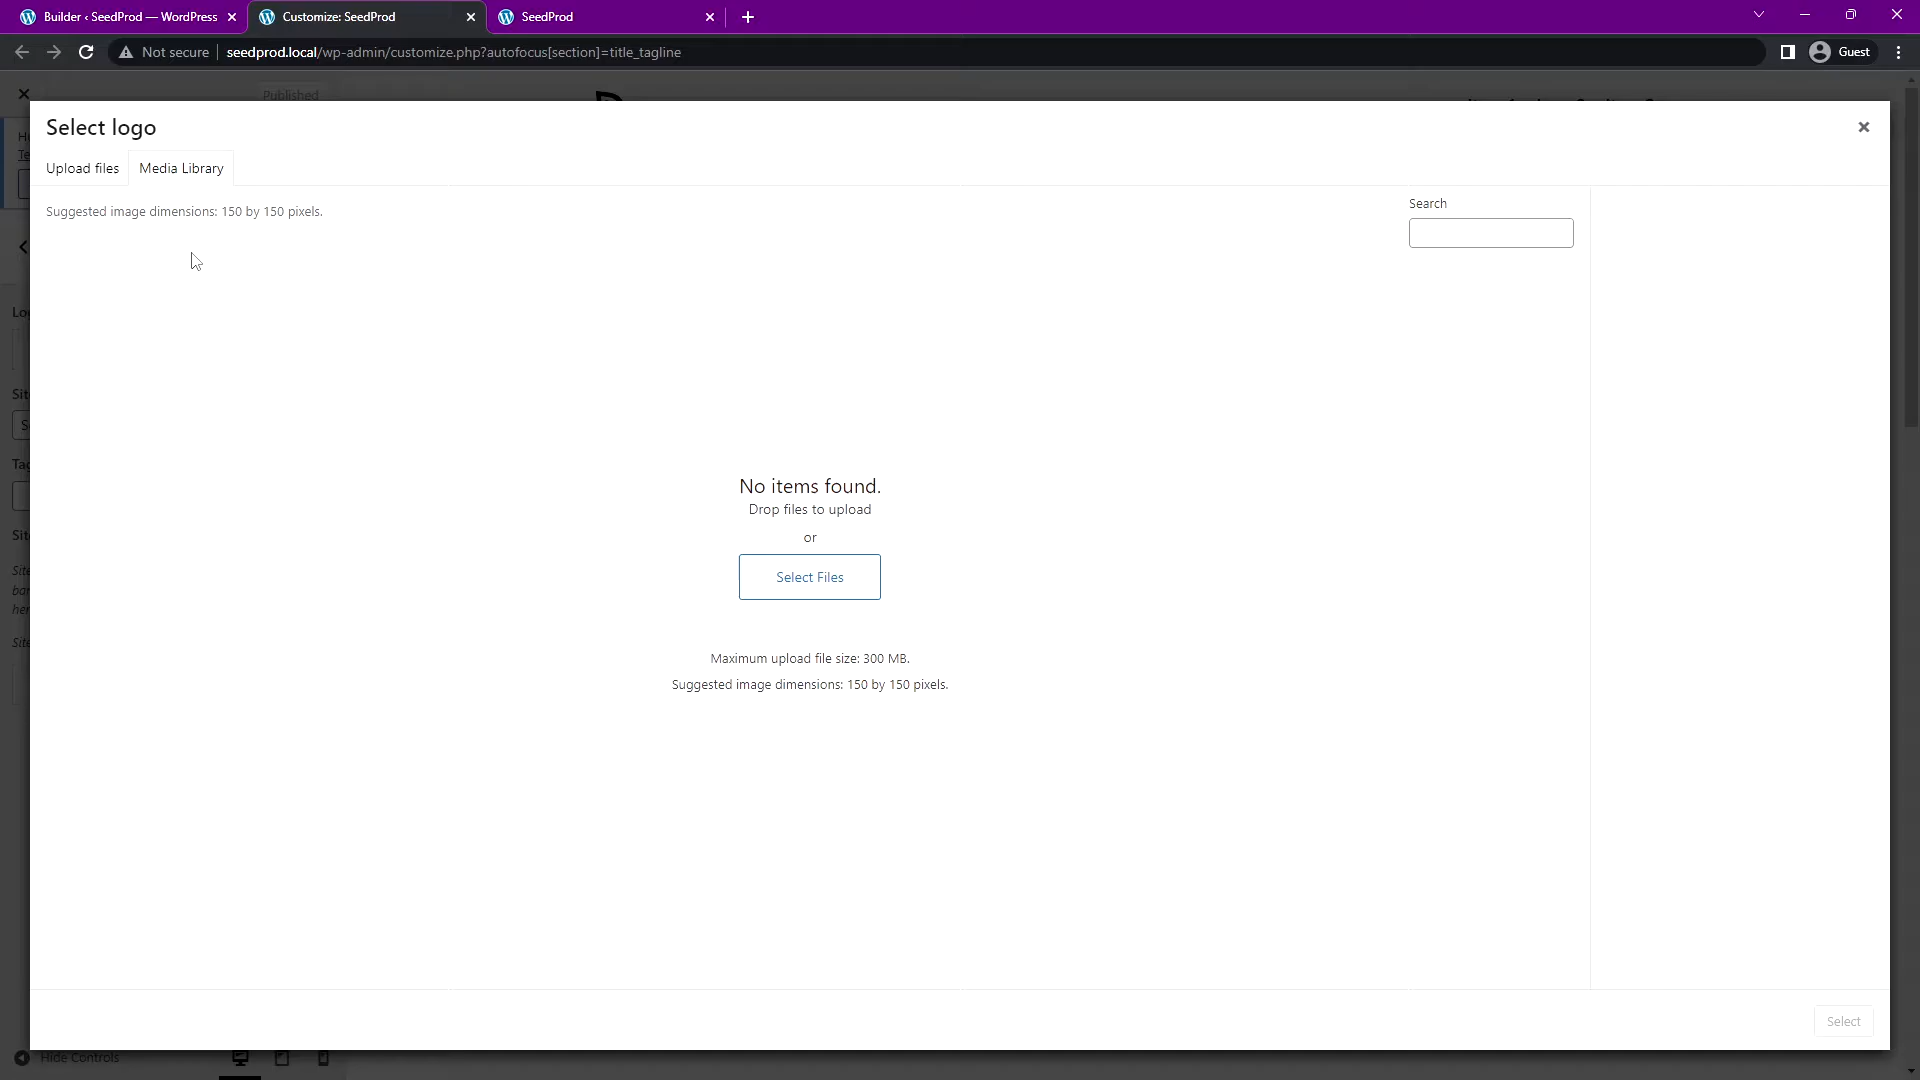 Builder ‹ SeedProd — WordPress
Customize: SeedProd
SeedProd
Not secure
seedprod.local/wp-admin/customize.php?autofocus[section]=title_tagline
Guest
Published
Select logo
Upload files
Media Library
Suggested image dimensions: 150 by 150 pixels.
Search
No items found.
Drop files to upload
or
Select Files
Maximum upload file size: 300 MB.
Suggested image dimensions: 150 by 150 pixels.
Select
Hide Controls